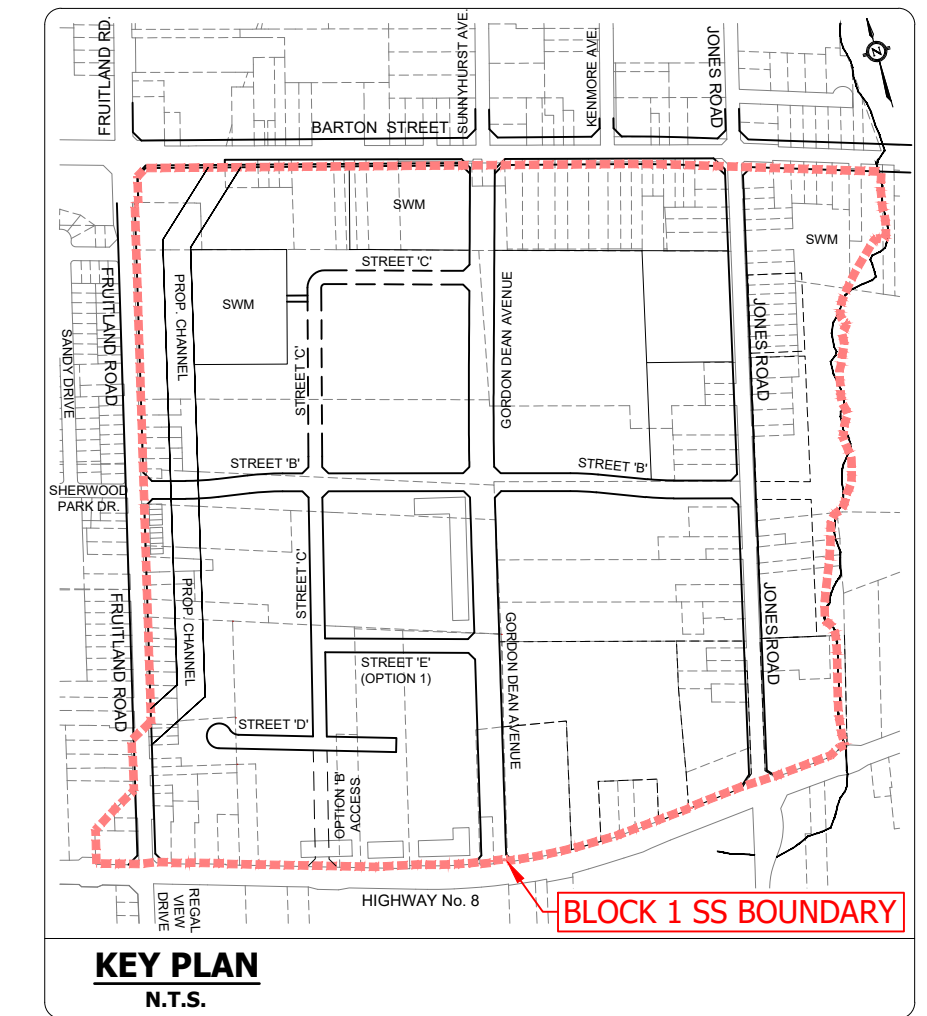 FRUITLAND RD.
SUNNYHURST AVE.
KENMORE AVE.
JONES ROAD
Z
BARTON STREET
SWM
SWM
STREET 'C'
SWM
PROP. CHANNEL
FRUITLAND ROAD
SANDY DRIVE
STREET 'C'
GORDON DEAN AVENUE
JONES ROAD
STREET 'B'
STREET 'B'
SHERWOOD
PARK DR.
STREET 'C'
PROP. CHANNEL
FRUITLAND ROAD
GORDON DEAN AVENUE
JONES ROAD
STREET 'E'
(OPTION 1)
STREET 'D'
OPTION 'B'
ACCESS
REGAL
VIEW
DRIVE
HIGHWAY No. 8
BLOCK 1 SS BOUNDARY
KEY PLAN
N.T.S.